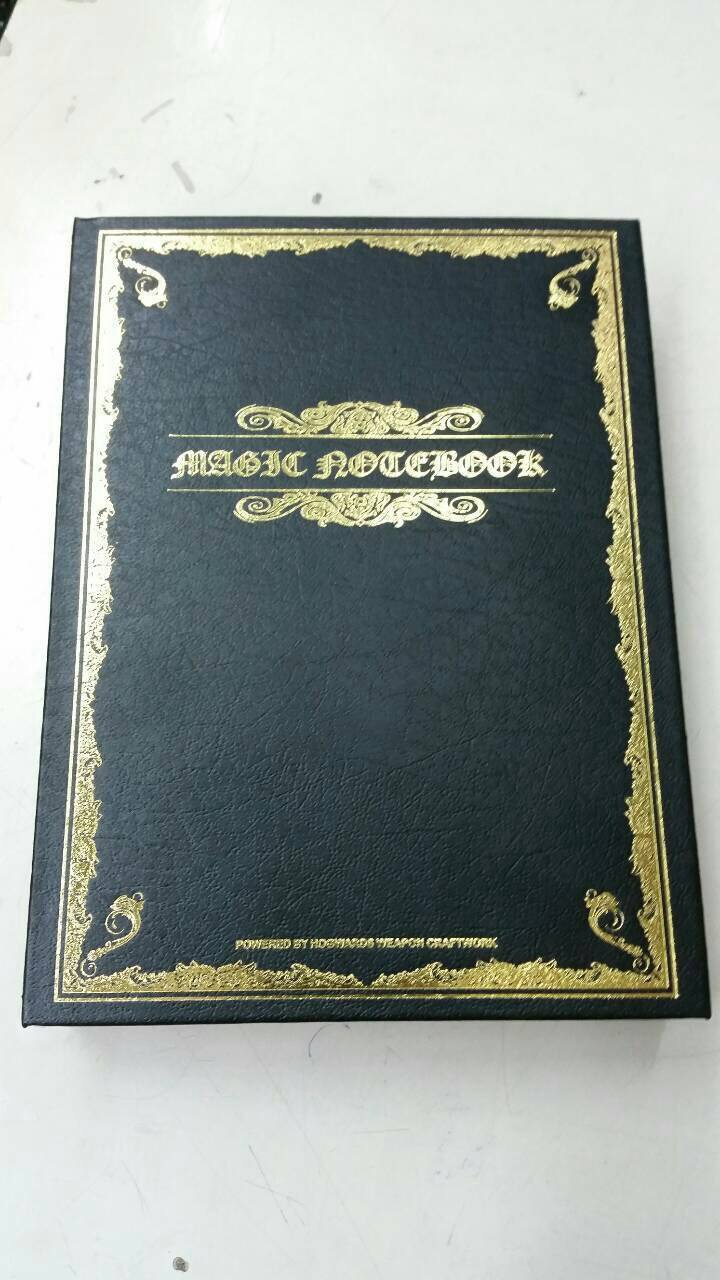 MAGIC NOTEBOOK
POWERED BY HOGWARDS WEAPON CRAFTWORK